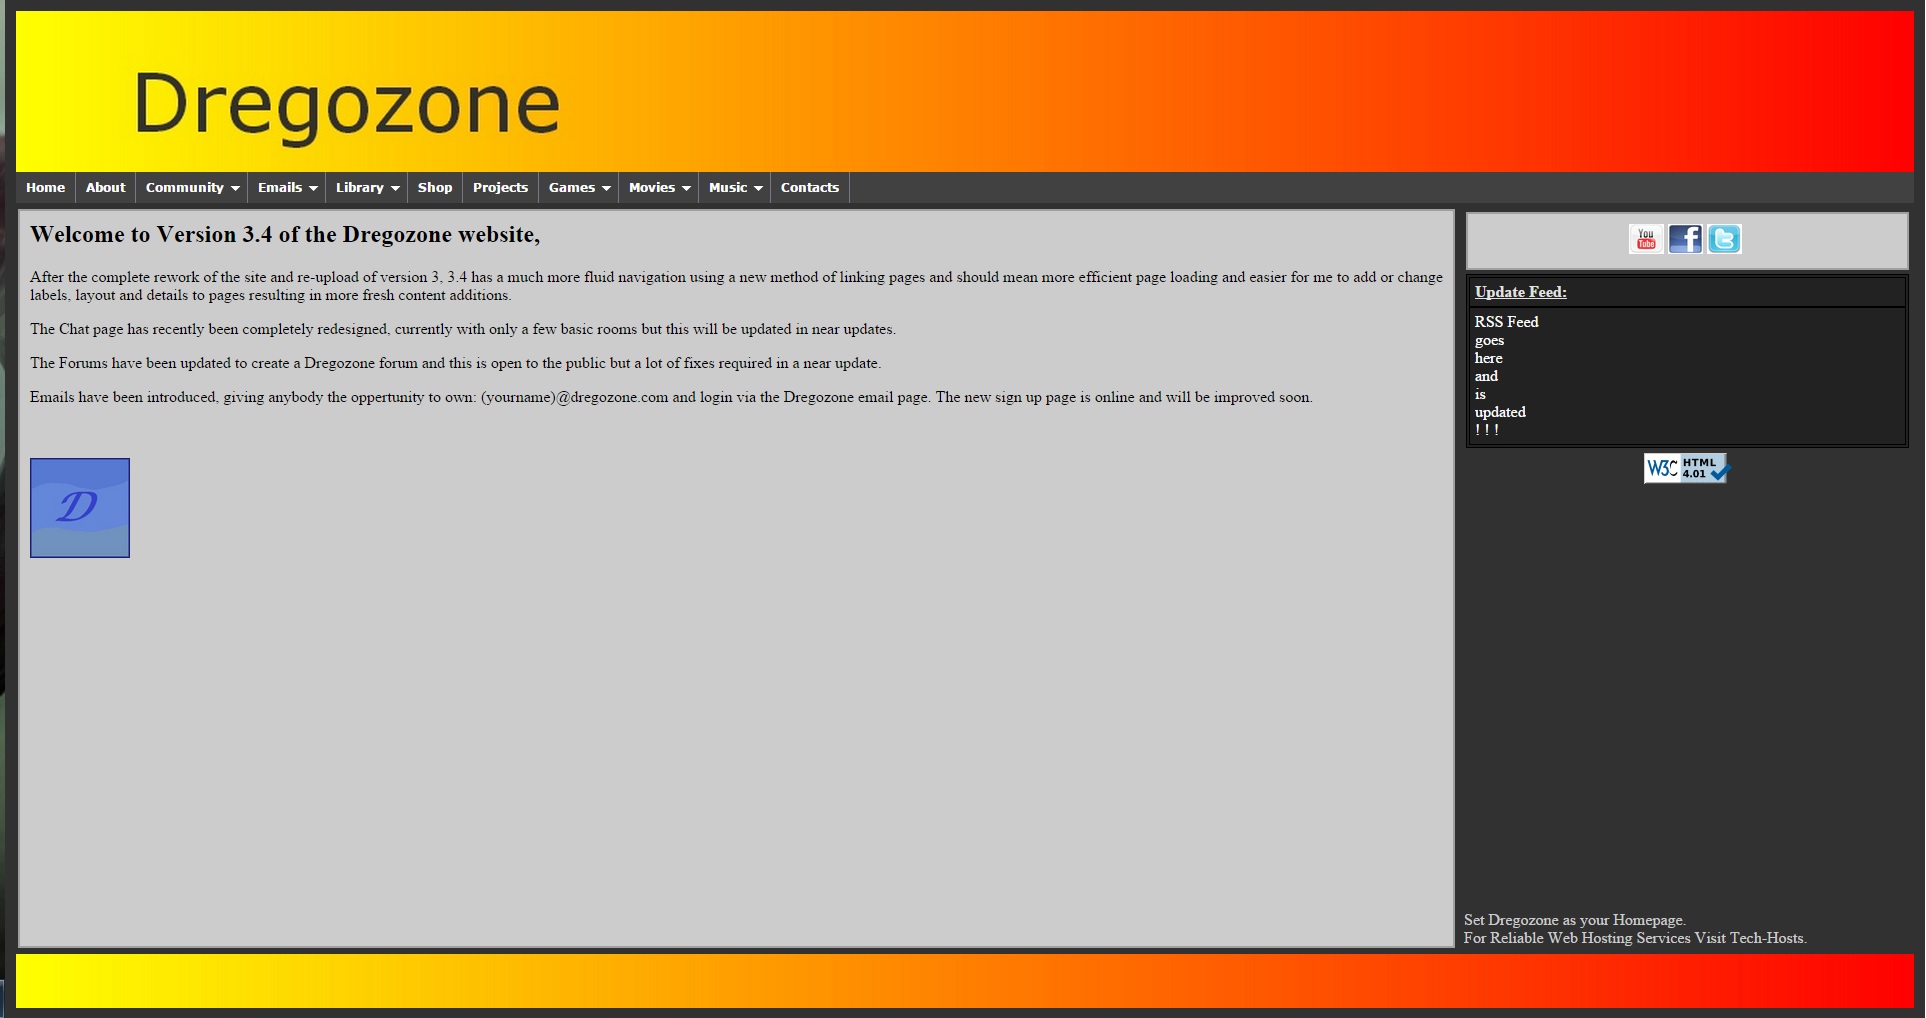 Dregozone
Home About Community Emails Library Shop Projects Games Movies Music Contacts
Welcome to Version 3.4 of the Dregozone website,
After the complete rework of the site and re-upload of version 3, 3.4 has a much more fluid navigation using a new method of linking pages and should mean more efficient page loading and easier for me to add or change
labels, layout and details to pages resulting in more fresh content additions.
The Chat page has recently been completely redesigned, currently with only a few basic rooms but this will be updated in near updates.
The Forums have been updated to create a Dregozone forum and this is open to the public but a lot of fixes required in a near update.
Emails have been introduced, giving anybody the oppertunity to own: (yourname)@dregozone.com and login via the Dregozone email page. The new sign up page is online and will be improved soon.
D
You
Tube
f
t
Update Feed:
RSS Feed
goes
here
and
is
updated
! ! !
W3C HTML
4.01
Set Dregozone as your Homepage.
For Reliable Web Hosting Services Visit Tech-Hosts.